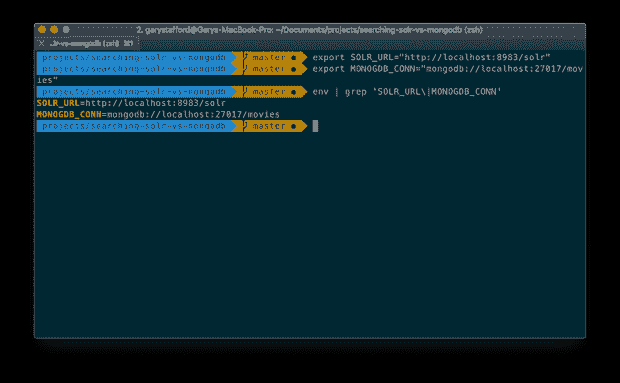 2. garystafford@Garys-MacBook-Pro: ~/Documents/projects/searching-solr-vs-mongodb (zsh)
..lr-vs-mongodb (zsh) ⌘1
projects/searching-solr-vs-mongodb master ● export SOLR_URL="http://localhost:8983/solr"
projects/searching-solr-vs-mongodb master ● export MONOGDB_CONN="mongodb://localhost:27017/mov
ies"
projects/searching-solr-vs-mongodb master ● env | grep 'SOLR_URL\|MONOGDB_CONN'
SOLR_URL=http://localhost:8983/solr
MONOGDB_CONN=mongodb://localhost:27017/movies
projects/searching-solr-vs-mongodb master ●